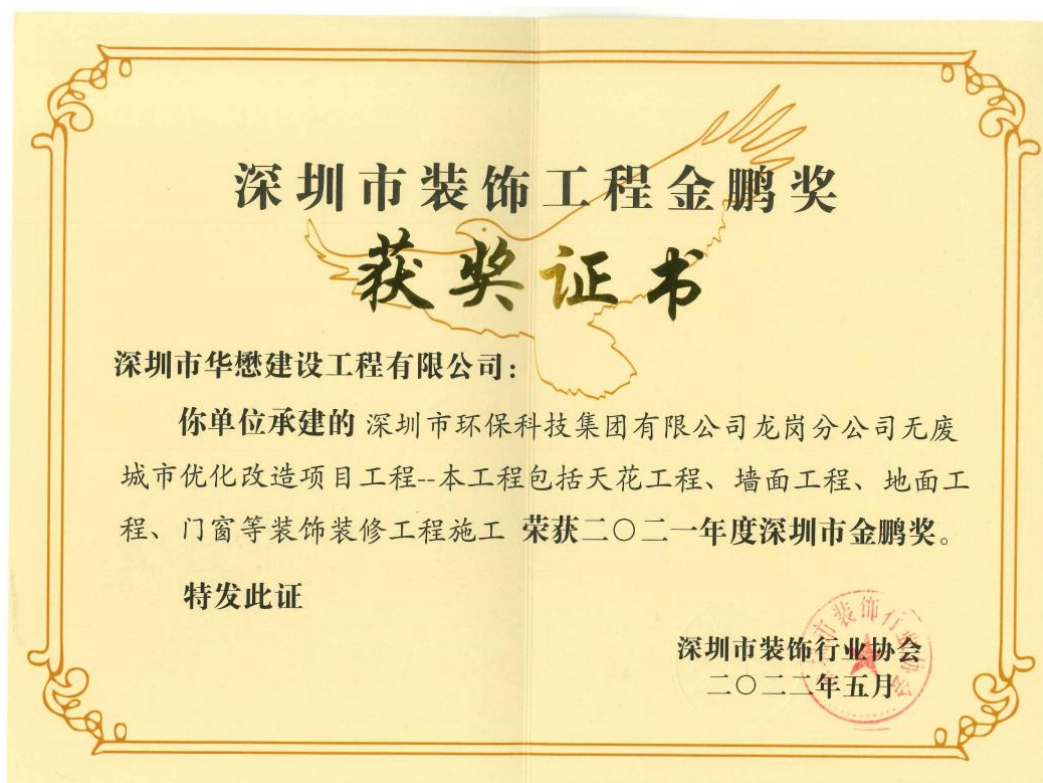 深圳市装饰工程金鹏奖
获奖证书
深圳市华懋建设工程有限公司：
你单位承建的 深圳市环保科技集团有限公司龙岗分公司无废
城市优化改造项目工程--本工程包括天花工程、墙面工程、地面工
程、门窗等装饰装修工程施工 荣获二〇二一年度深圳市金鹏奖。
特发此证
深圳市装饰行业协会
二〇二二年五月